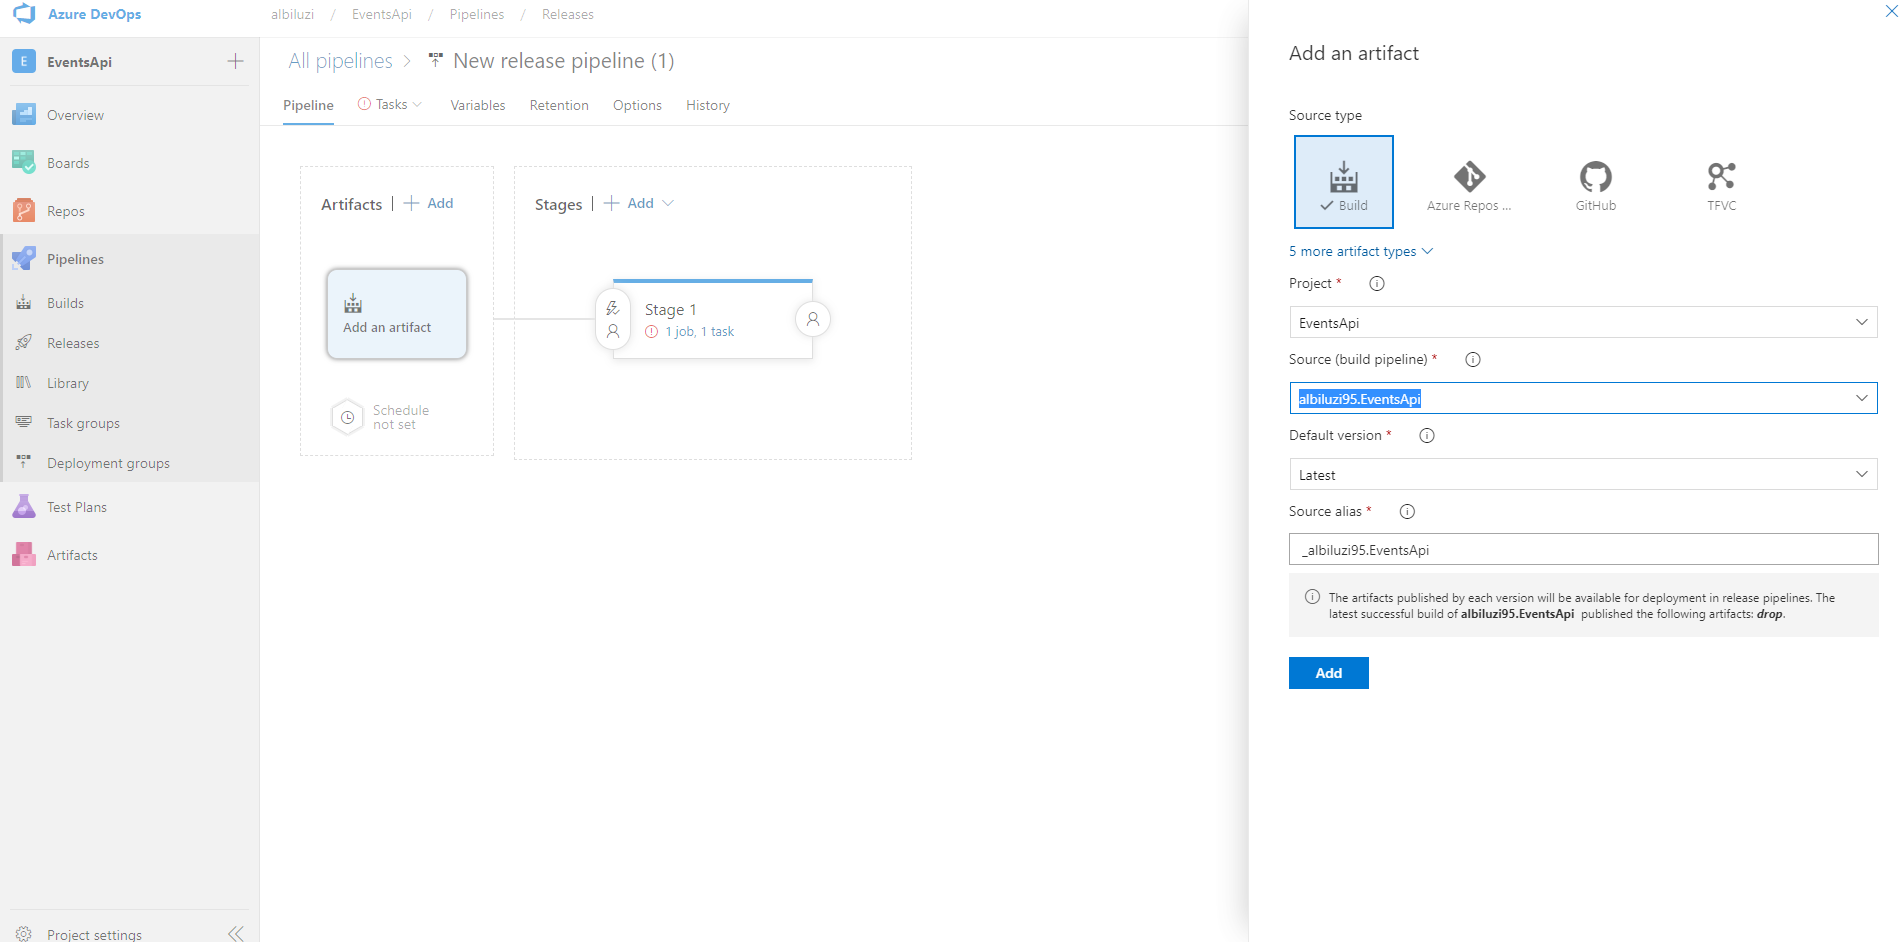 Azure DevOps
albiluzi / EventsApi / Pipelines / Releases
E EventsApi
Overview
Boards
Repos
Pipelines
Builds
Releases
Library
Task groups
Deployment groups
Test Plans
Artifacts
Project settings
All pipelines > New release pipeline (1)
Pipeline Tasks Variables Retention Options History
Artifacts | + Add
Add an artifact
Schedule
not set
Stages | + Add
Stage 1
1 job, 1 task
Add an artifact
Source type
Build
Azure Repos ...
GitHub
TFVC
5 more artifact types
Project *
EventsApi
Source (build pipeline) *
albiluzi95.EventsApi
Default version *
Latest
Source alias *
_albiluzi95.EventsApi
The artifacts published by each version will be available for deployment in release pipelines. The
latest successful build of albiluzi95.EventsApi published the following artifacts: drop.
Add